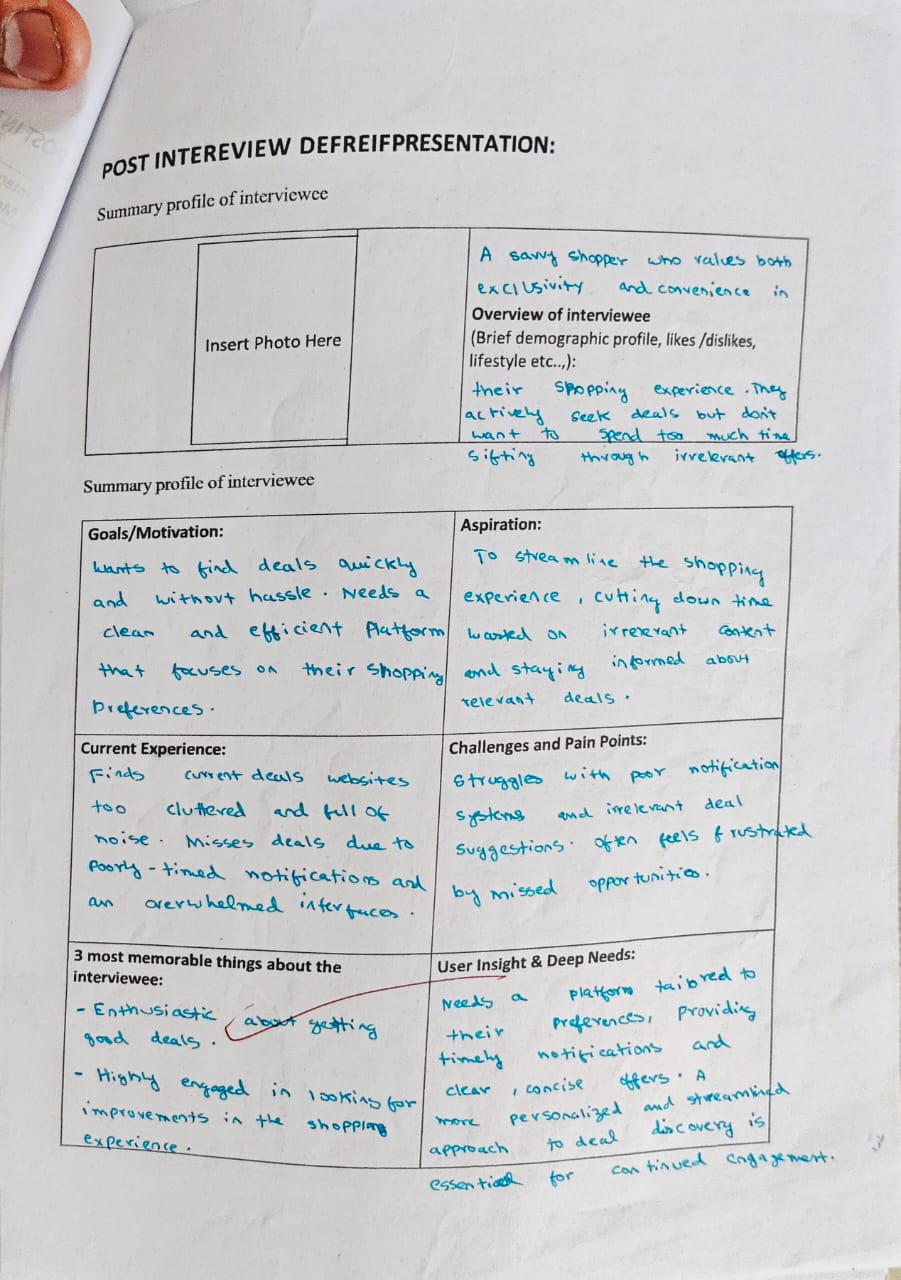 POST INTEREVIEW DEFREIFPRESENTATION:
Summary profile of interviewee
Insert Photo Here
A savvy shopper who values both
exclusivity and convenience in
Overview of interviewee
(Brief demographic profile, likes /dislikes,
lifestyle etc..,):
their shopping experience. They
actively seek deals but don't
want to spend too much time
sifting through irrelevant offers.
Summary profile of interviewee
Goals/Motivation:
wants to find deals quickly
and without hassle. Needs a
clean and efficient platform
that focuses on their shopping
preferences.
Aspiration:
To streamline the shopping
experience, cutting down time
wasted on irrelevant content
and staying informed about
relevant deals.
Current Experience:
Finds current deals websites
too cluttered and full of
noise. Misses deals due to
poorly-timed notifications and
an overwhelmed interfaces.
Challenges and Pain Points:
Struggles with poor notification
systems and irrelevant deal
suggestions. often feels frustrated
by missed opportunities.
3 most memorable things about the
interviewee:
- Enthusiastic about getting
good deals.
- Highly engaged in looking for
improvements in the shopping
experience.
User Insight & Deep Needs:
Needs a platform tailored to
their preferences, providing
timely notifications and
clear, concise offers. A
more personalized and streamlined
approach to deal discovery is
essential for continued engagement.